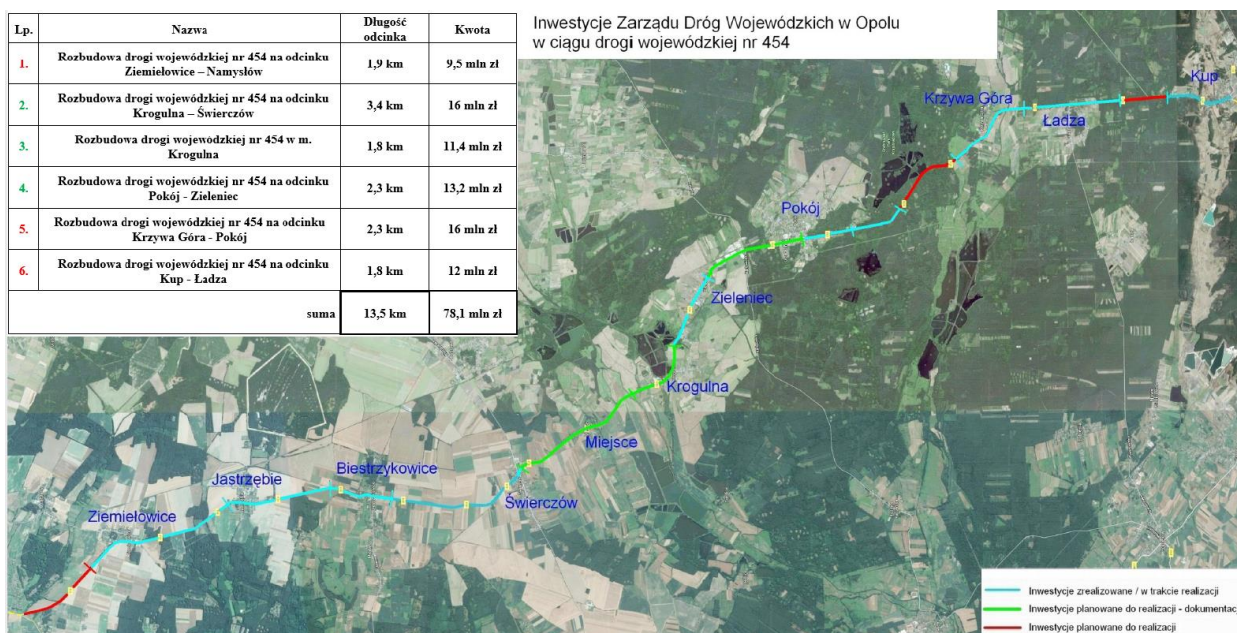 Lp. Nazwa Długość odcinka Kwota
1. Rozbudowa drogi wojewódzkiej nr 454 na odcinku
Ziemiełowice – Namysłów 1,9 km 9,5 mln zł
2. Rozbudowa drogi wojewódzkiej nr 454 na odcinku
Krogulna – Świerczów 3,4 km 16 mln zł
3. Rozbudowa drogi wojewódzkiej nr 454 w m.
Krogulna 1,8 km 11,4 mln zł
4. Rozbudowa drogi wojewódzkiej nr 454 na odcinku
Pokój - Zieleniec 2,3 km 13,2 mln zł
5. Rozbudowa drogi wojewódzkiej nr 454 na odcinku
Krzywa Góra - Pokój 2,3 km 16 mln zł
6. Rozbudowa drogi wojewódzkiej nr 454 na odcinku
Kup - Ładza 1,8 km 12 mln zł
suma 13,5 km 78,1 mln zł
Inwestycje Zarządu Dróg Wojewódzkich w Opolu
w ciągu drogi wojewódzkiej nr 454
Kup
Krzywa Góra
Ładza
Pokój
Zieleniec
Krogulna
Miejsce
Biestrzykowice
Jastrzębie
Świerczów
Ziemiełowice
Inwestycje zrealizowane / w trakcie realizacji
Inwestycje planowane do realizacji - dokumentac
Inwestycje planowane do realizacji